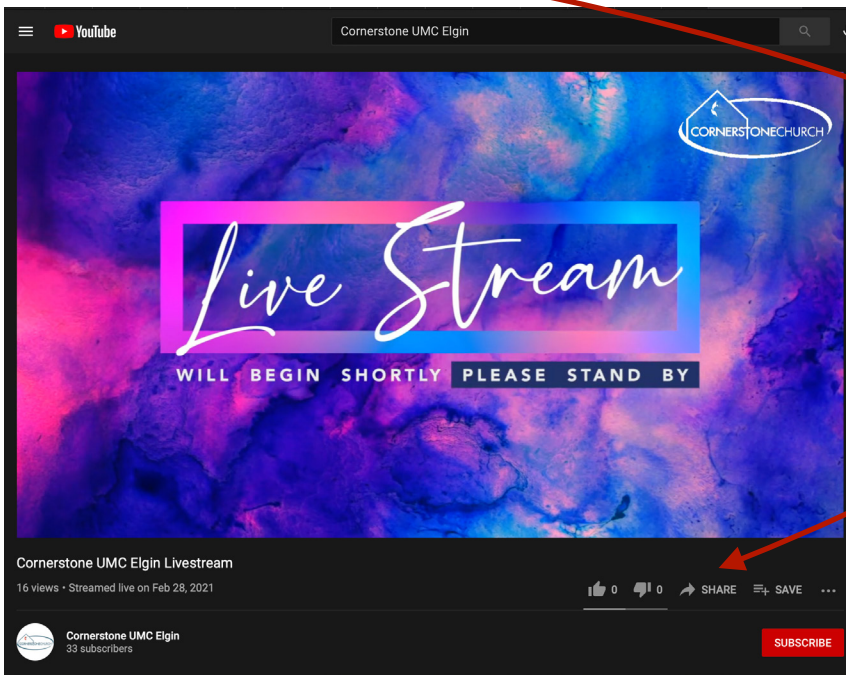 YouTube
Cornerstone UMC Elgin
CORNERSTONECHURCH
Live Stream
WILL BEGIN SHORTLY PLEASE STAND BY
Cornerstone UMC Elgin Livestream
16 views • Streamed live on Feb 28, 2021
0 0 SHARE SAVE ...
Cornerstone UMC Elgin
33 subscribers
SUBSCRIBE